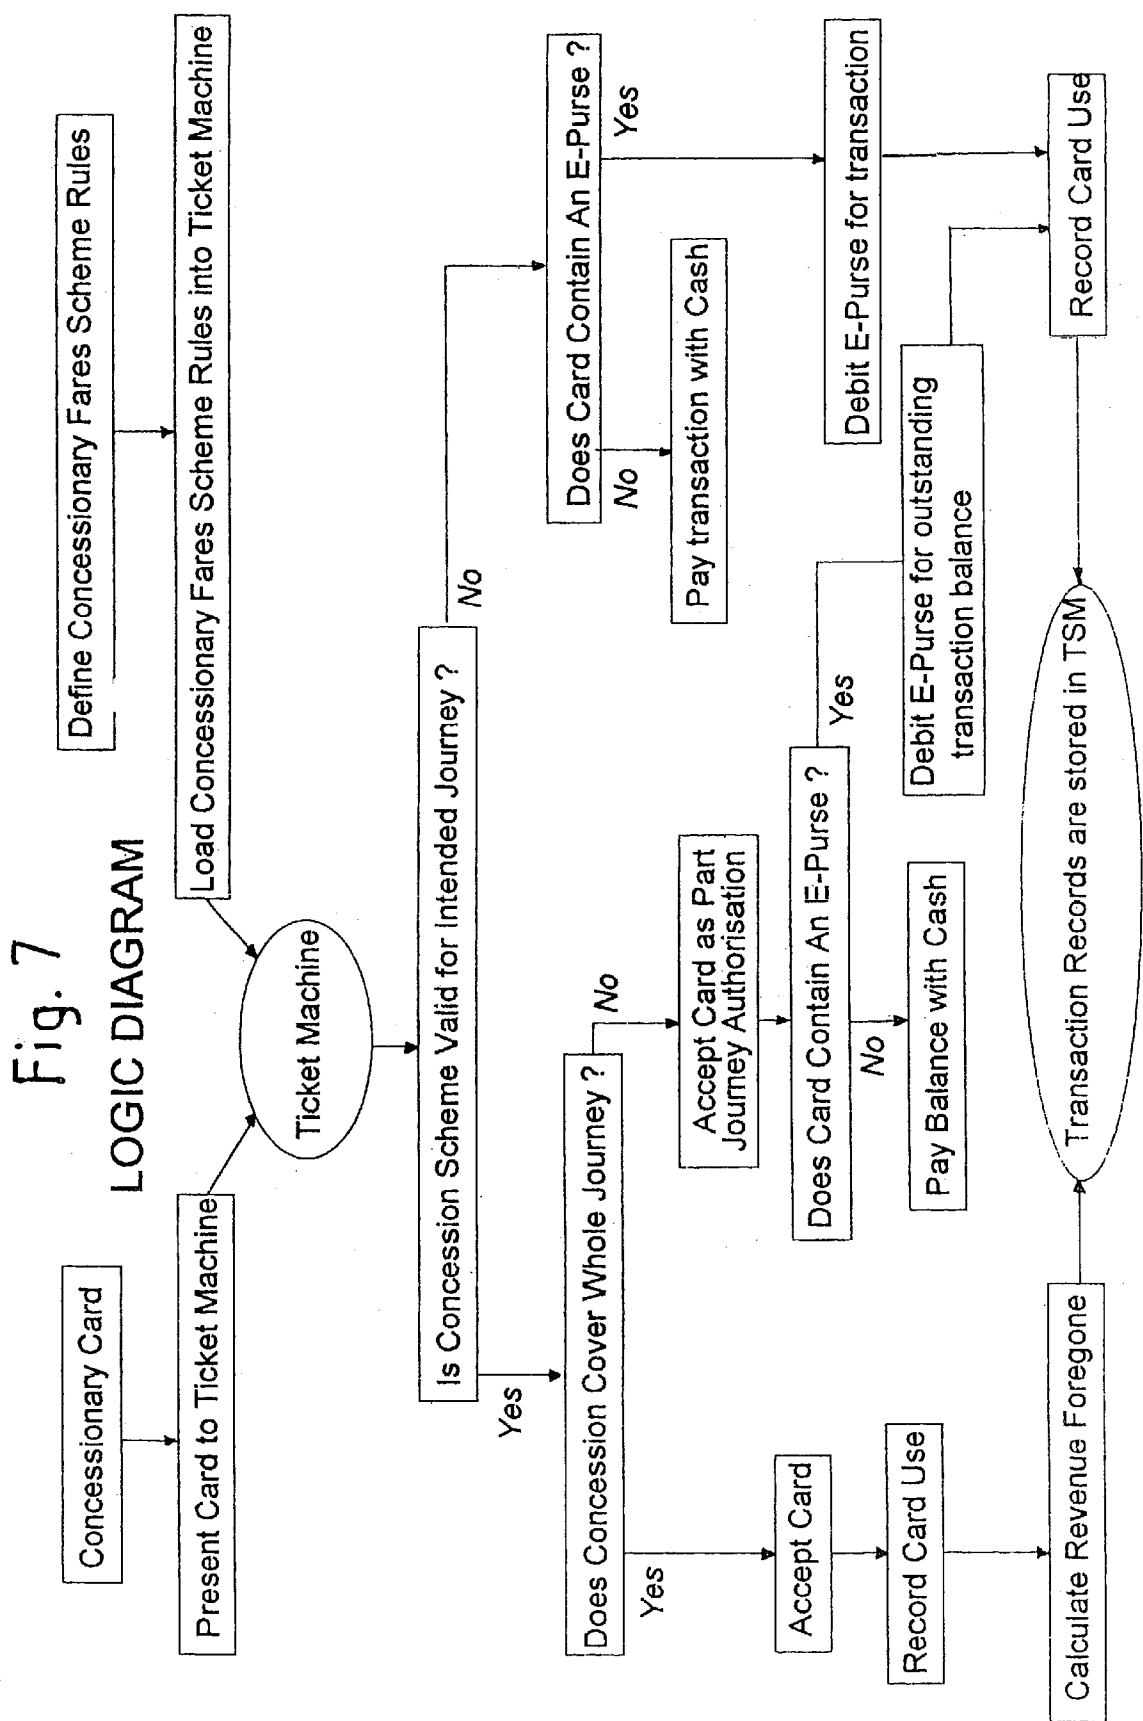 Fig. 7
LOGIC DIAGRAM
Concessionary Card
Define Concessionary Fares Scheme Rules
Present Card to Ticket Machine
Load Concessionary Fares Scheme Rules into Ticket Machine
Ticket Machine
Is Concession Scheme Valid for Intended Journey ?
Yes
No
Does Concession Cover Whole Journey ?
Does Card Contain An E-Purse ?
Yes
No
No
Yes
Accept Card as Part
Journey Authorisation
Pay transaction with Cash
Accept Card
Does Card Contain An E-Purse ?
Debit E-Purse for transaction
No
Yes
Record Card Use
Pay Balance with Cash
Debit E-Purse for outstanding
transaction balance
Calculate Revenue Foregone
Transaction Records are stored in TSM
Record Card Use